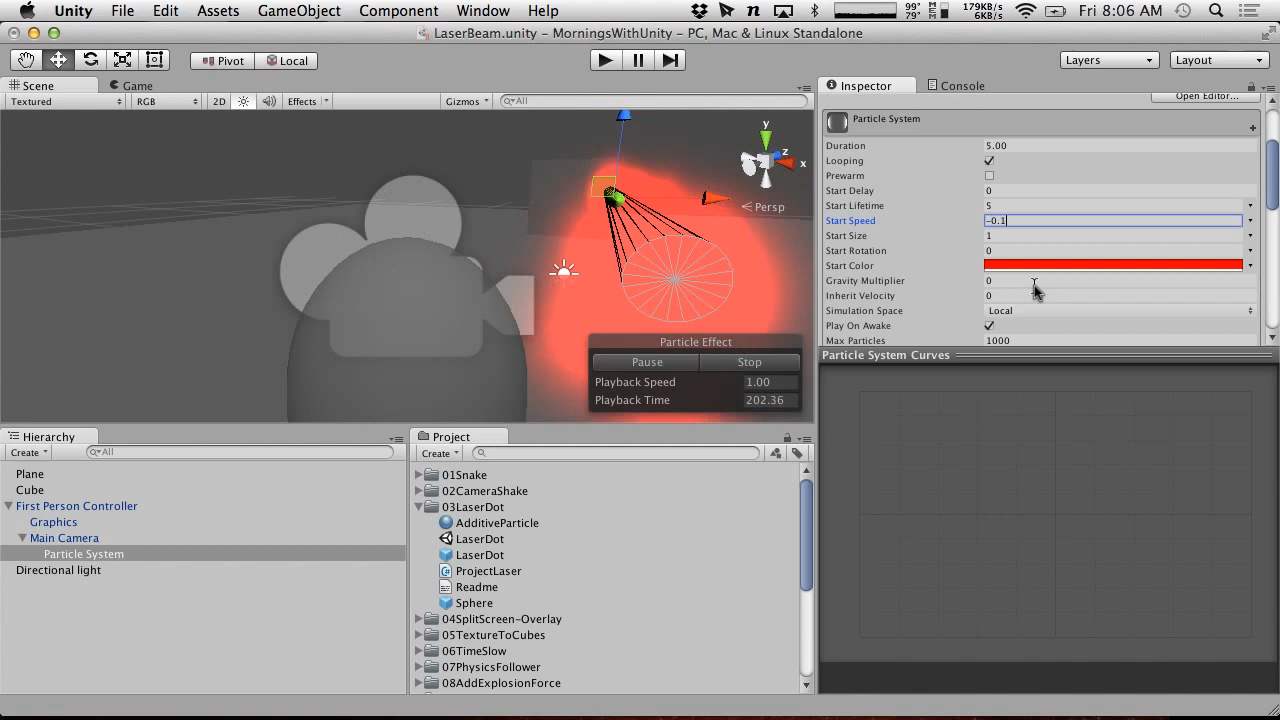 Unity File Edit Assets GameObject Component Window Help 99° 79° MEM 179KB/s 6KB/s Fri 8:06 AM
LaserBeam.unity - MorningsWithUnity - PC, Mac & Linux Standalone
Pivot Local Layers Layout
Scene Game Inspector Console
Textured RGB 2D Effects Gizmos All Open Editor...
Particle System
Duration 5.00
Looping
Prewarm
Start Delay 0
Start Lifetime 5
Start Speed -0.1
Start Size 1
Start Rotation 0
Start Color
Gravity Multiplier 0
Inherit Velocity 0
Simulation Space Local
Play On Awake
Max Particles 1000
y
z
x
Persp
Particle Effect
Pause Stop
Playback Speed 1.00
Playback Time 202.36
Particle System Curves
Hierarchy
Create All
Plane
Cube
First Person Controller
Graphics
Main Camera
Particle System
Directional light
Project
Create
01Snake
02CameraShake
03LaserDot
AdditiveParticle
LaserDot
LaserDot
ProjectLaser
Readme
Sphere
04SplitScreen-Overlay
05TextureToCubes
06TimeSlow
07PhysicsFollower
08AddExplosionForce